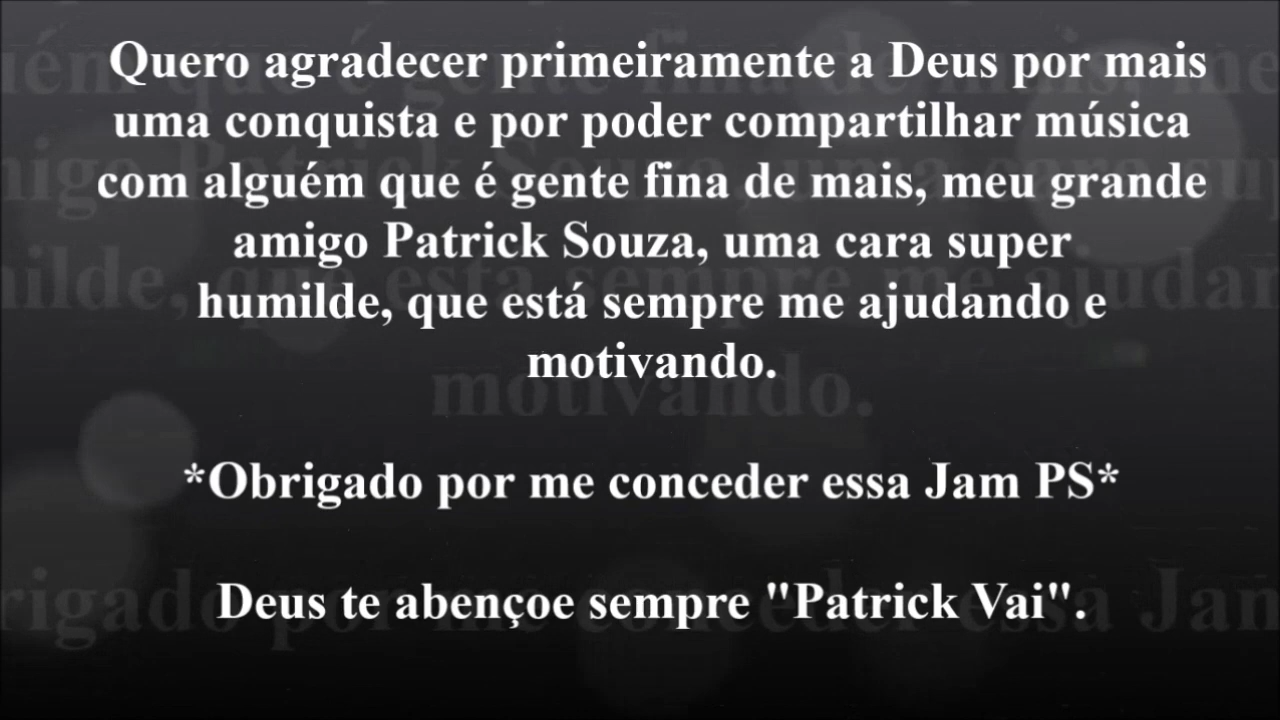 Quero agradecer primeiramente a Deus por mais
uma conquista e por poder compartilhar música
com alguém que é gente fina de mais, meu grande
amigo Patrick Souza, uma cara super
humilde, que está sempre me ajudando e
motivando.
*Obrigado por me conceder essa Jam PS*
Deus te abençoe sempre "Patrick Vai".